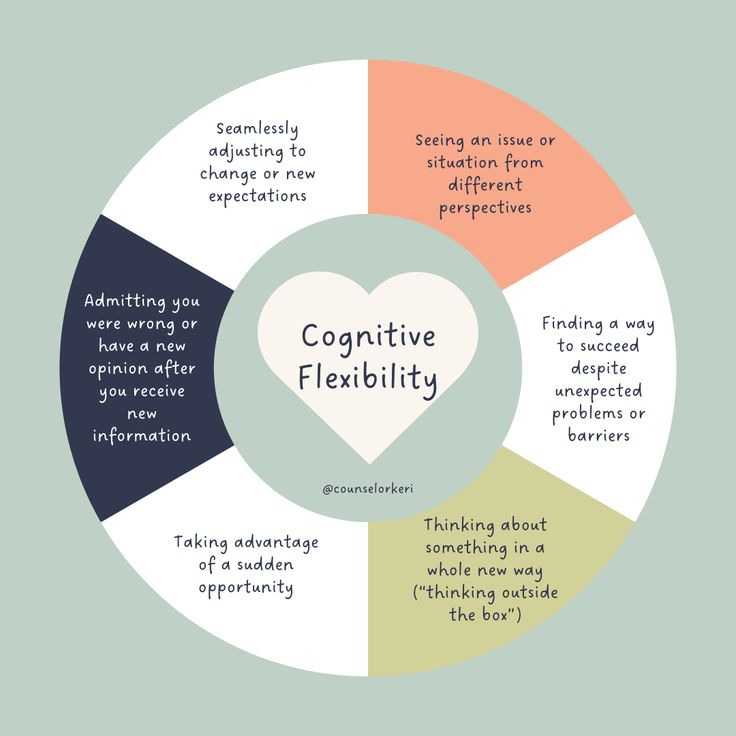 Cognitive
Flexibility
@counselorkeri
Seeing an issue or
situation from
different
perspectives
Finding a way
to succeed
despite
unexpected
problems or
barriers
Thinking about
something in a
whole new way
("thinking outside
the box")
Taking advantage
of a sudden
opportunity
Admitting you
were wrong or
have a new
opinion after
you receive
new
information
Seamlessly
adjusting to
change or new
expectations